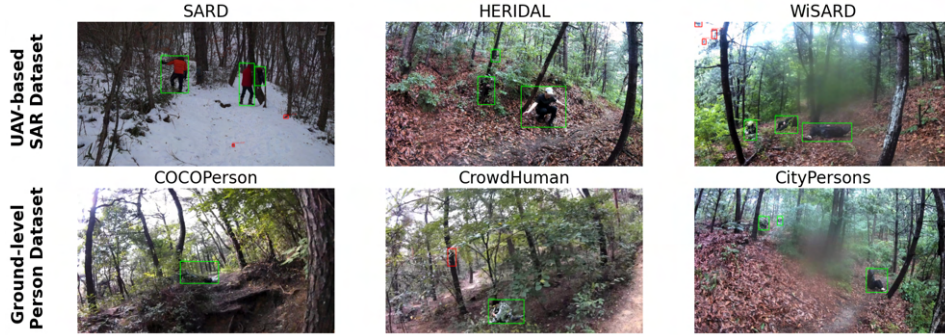 SARD
HERIDAL
WiSARD
UAV-based
SAR Dataset
COCOPerson
CrowdHuman
CityPersons
Ground-level
Person Dataset